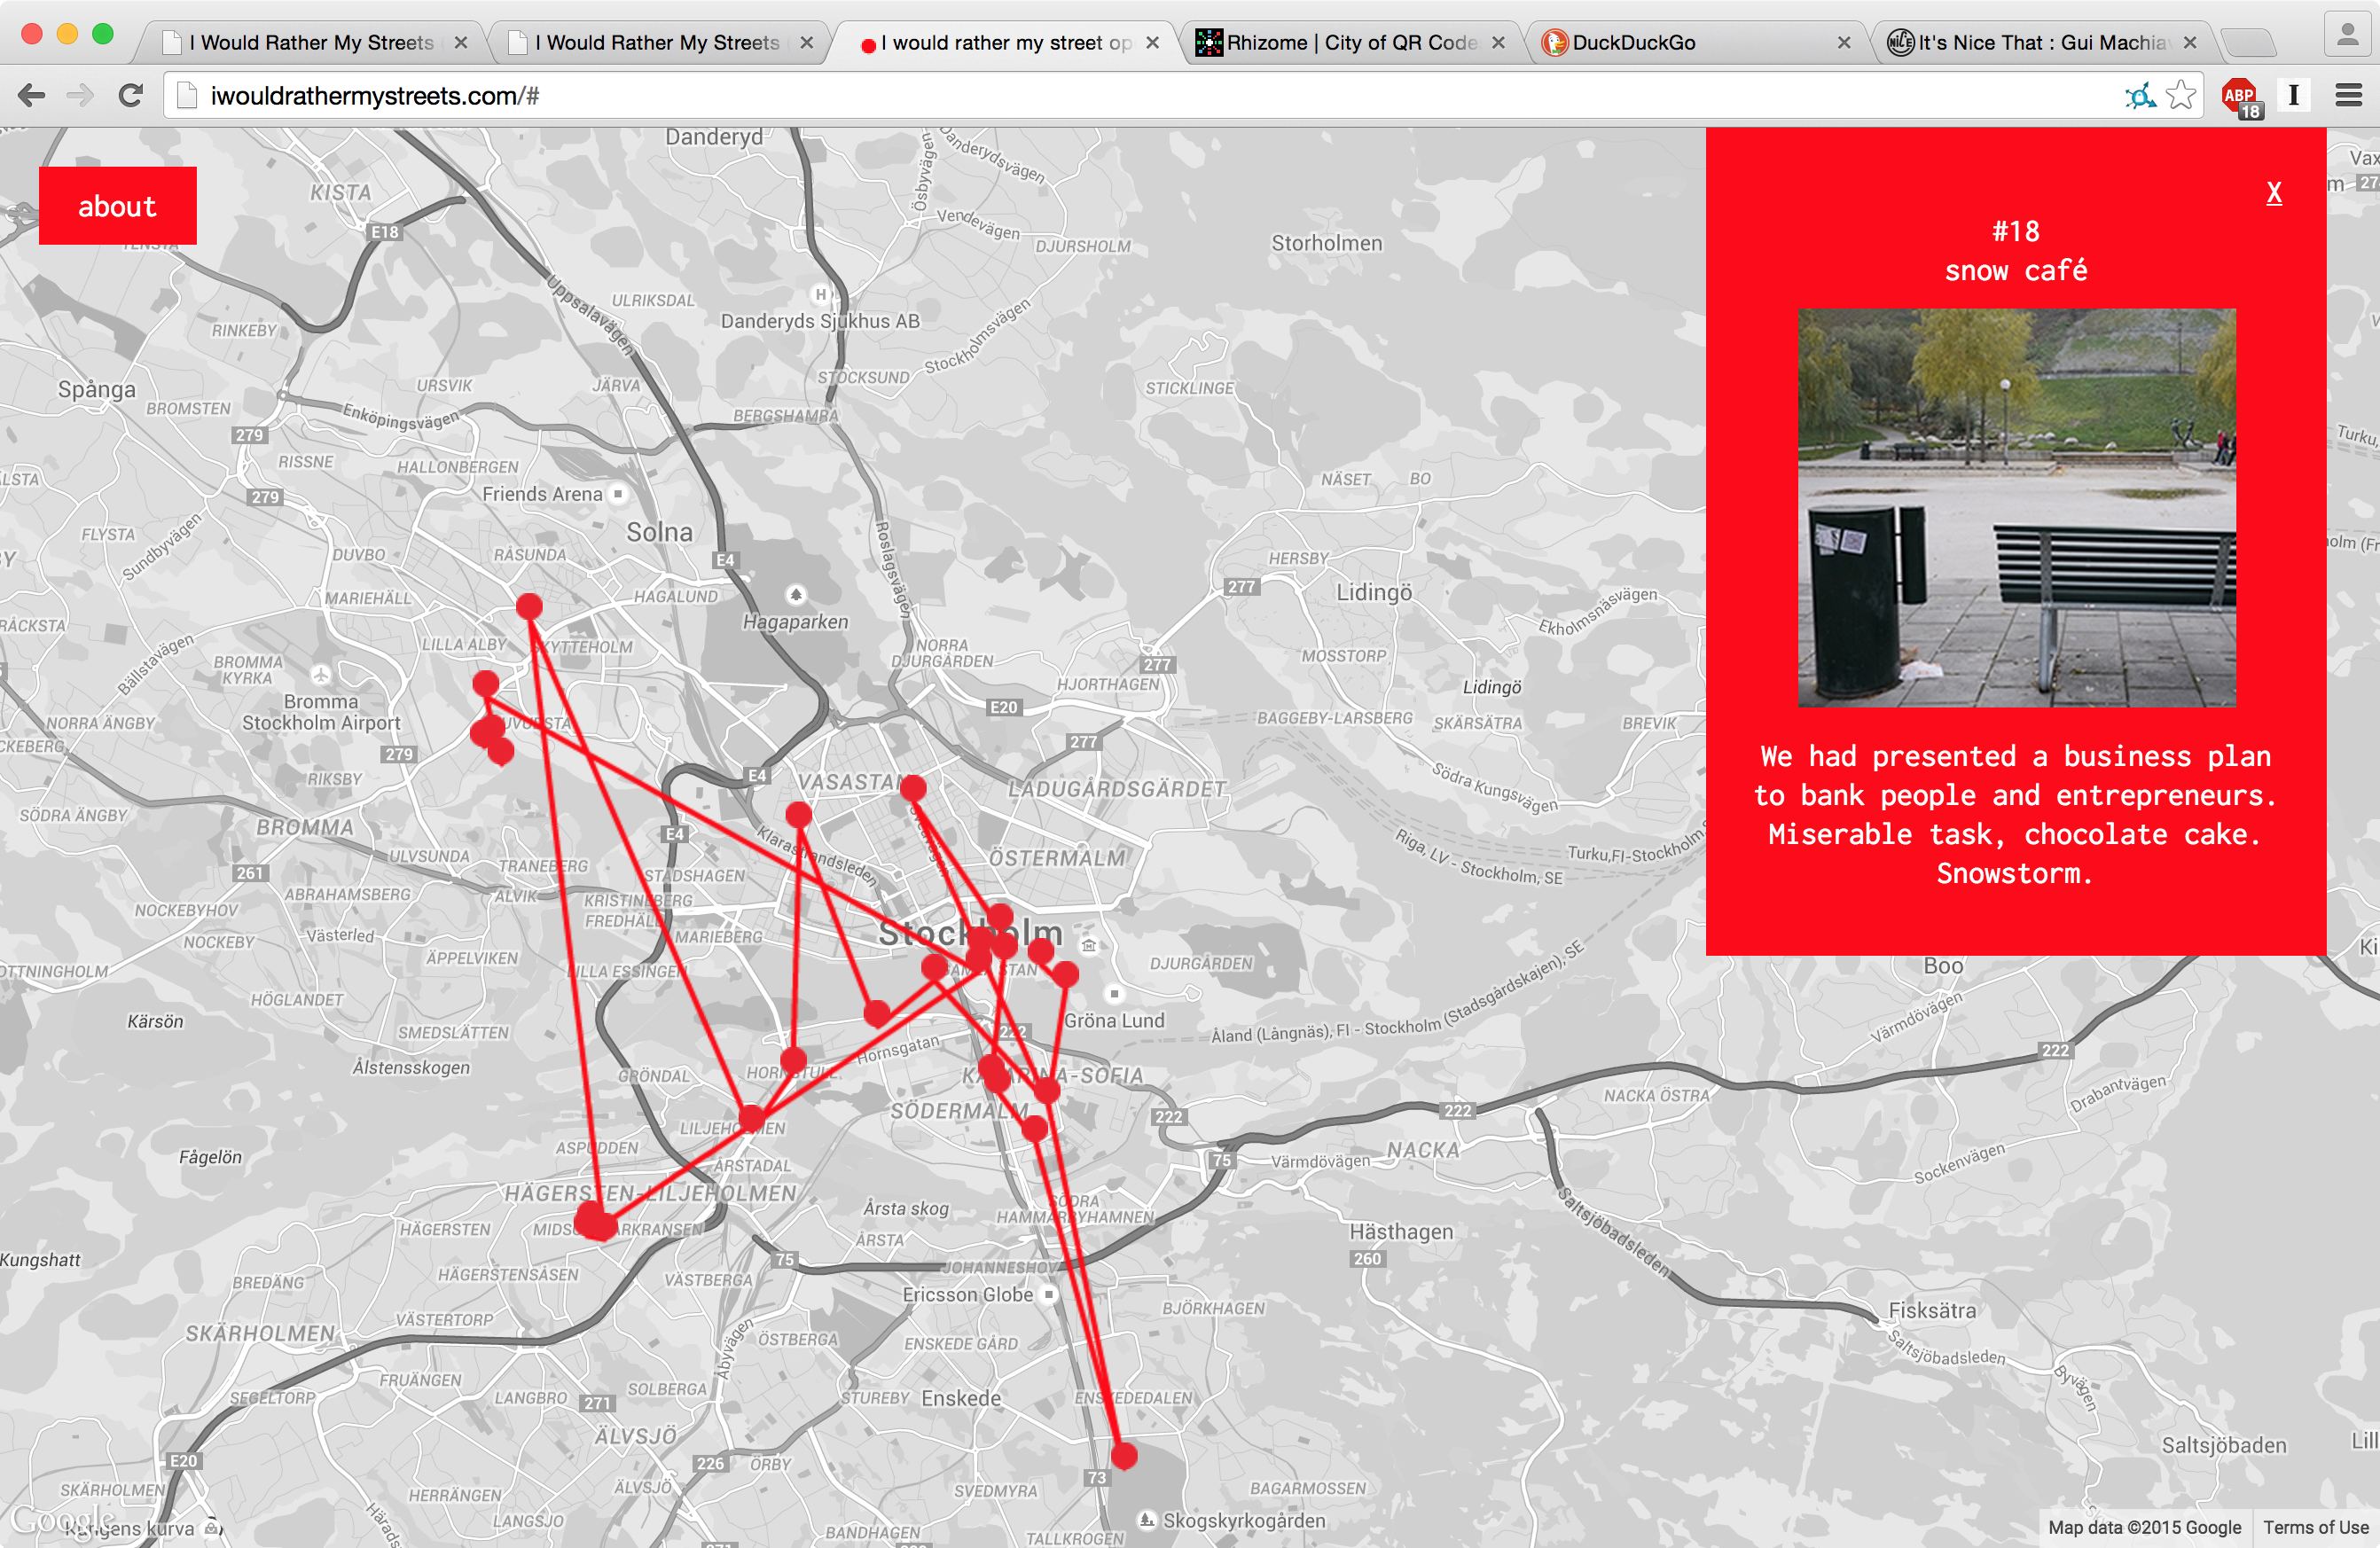 I Would Rather My Streets
I Would Rather My Streets
I would rather my street op
Rhizome | City of QR Code
DuckDuckGo
It's Nice That : Gui Machia
iwouldrathermystreets.com/#
ABP
18
I
about
X
#18
snow café
We had presented a business plan
to bank people and entrepreneurs.
Miserable task, chocolate cake.
Snowstorm.
Danderyd
Danderydsvägen
Ösbyvägen
Vendevägen
DJURSHOLM
KISTA
E18
Storholmen
Uppsalavägen
ULRIKSDAL
H
Danderyds Sjukhus AB
Stockholmsvägen
RINKEBY
Spånga
BROMSTEN
URSVIK
JÄRVA
STOCKSUND
STICKLINGE
BERGSHAMRA
Enköpingsvägen
279
RISSNE
HALLONBERGEN
279
Friends Arena
NÄSET
BO
FLYSTA
Sundbyvägen
DUVBO
RÅSUNDA
Solna
E4
Roslagsvägen
HERSBY
277
Lidingö
MARIEHÄLL
HAGALUND
Hagaparken
Ekholmsnäsvägen
RÅCKSTA
Bällstavägen
LILLA ALBY
SKYTTEHOLM
NORRA
DJURGÅRDEN
277
MOSSTORP
BROMMA
KYRKA
HJORTHAGEN
Lidingö
Bromma
Stockholm Airport
NORRA ÄNGBY
E20
BAGGEBY-LARSBERG
SKÄRSÄTRA
BREVIK
279
277
RIKSBY
E4
VASASTAN
LADUGÅRDSGÄRDET
Södra Kungsvägen
SÖDRA ÄNGBY
BROMMA
E4
Klarastrandsleden
Sveavägen
ÖSTERMALM
Riga, LV - Stockholm, SE
Turku,FI-Stockholm
ULVSUNDA
261
TRANEBERG
STADSHAGEN
ABRAHAMSBERG
ALVIK
KRISTINEBERG
FREDHÄLL
NOCKEBYHOV
NOCKEBY
Västerled
MARIEBERG
Stockholm
ÄPPELVIKEN
LILLA ESSINGEN
GAMLA STAN
DJURGÅRDEN
Boo
HÖGLANDET
Kärsön
SMEDSLÄTTEN
Gröna Lund
222
Åland (Långnäs), FI - Stockholm (Stadsgårdskajen), SE
Värmdövägen
Ålstensskogen
Hornsgatan
GRÖNDAL
HORNSTULL
KATARINA-SOFIA
222
Drabantvägen
SÖDERMALM
222
222
NACKA ÖSTRA
LILJEHOLMEN
ASPUDDEN
Fågelön
ÅRSTADAL
75
Värmdövägen
NACKA
Sockenvägen
HÄGERSTEN-LILJEHOLMEN
Årsta skog
SÖDRA
HAMMARBYHAMNEN
Saltsjöbadsleden
HÄGERSTEN
MIDSOMMARKRANSEN
ÅRSTA
Hästhagen
260
Kungshatt
75
JOHANNESHOV
BREDÄNG
HÄGERSTENSÅSEN
VÄSTBERGA
Ericsson Globe
BJÖRKHAGEN
Fisksätra
SKÄRHOLMEN
VÄSTERTORP
Åbyvägen
ÖSTBERGA
ENSKEDE GÅRD
Saltsjöbadsleden
FRUÄNGEN
SEGELTORP
LANGBRO
SOLBERGA
271
STUREBY
Enskede
ENSKEDEDALEN
Byvägen
ÄLVSJÖ
E20
226
ÖRBY
73
Saltsjöbaden
SKÄRHOLMEN
HERRÄNGEN
ÄLVSJÖ
SVEDMYRA
BAGARMOSSEN
Google
Kungens kurva
LANGSJO
BANDHAGEN
TALLKROGEN
Skogskyrkogården
Map data ©2015 Google
Terms of Use